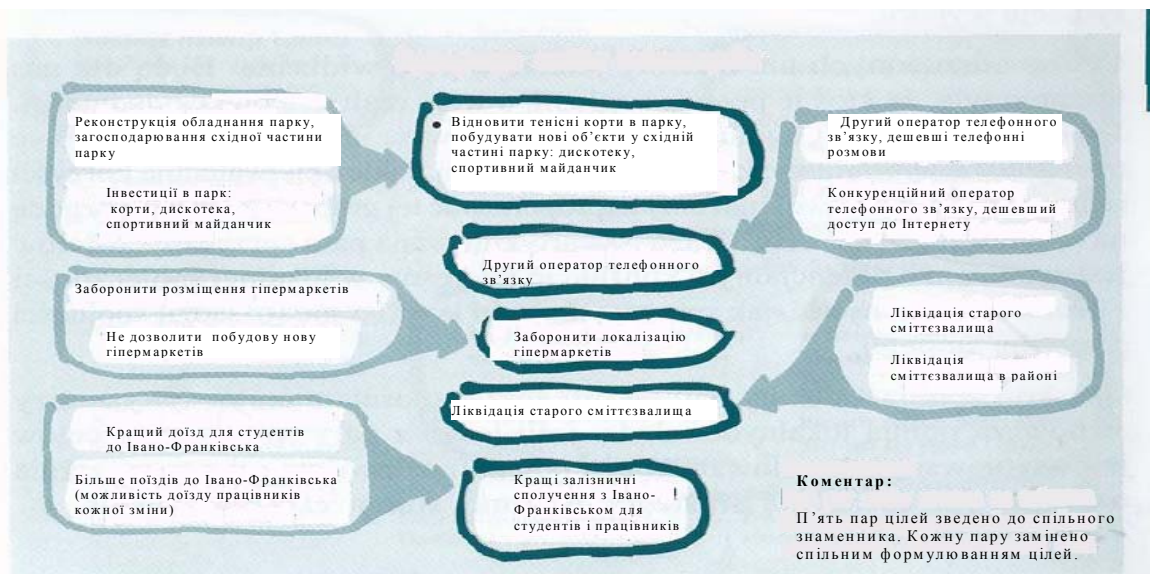 Реконструкція обладнання парку,
загосподарювання східної частини
парку
Інвестиції в парк:
корти, дискотека,
спортивний майданчик
• Відновити тенісні корти в парку,
побудувати нові об’єкти у східній
частині парку: дискотеку,
спортивний майданчик
Другий оператор телефонного
зв’язку, дешевші телефонні
розмови
Конкуренційний оператор
телефонного зв’язку, дешевший
доступ до Інтернету
Другий оператор телефонного
зв’язку
Заборонити розміщення гіпермаркетів
Не дозволити побудову нову
гіпермаркетів
Заборонити локалізацію
гіпермаркетів
Ліквідація старого
сміттєзвалища
Ліквідація
сміттєзвалища в районі
Ліквідація старого сміттєзвалища
Кращий доїзд для студентів
до Івано-Франківська
Більше поїздів до Івано-Франківська
(можливість доїзду працівників
кожної зміни)
Кращі залізничні
сполучення з Івано-
Франківськом для
студентів і працівників
Коментар:
П’ять пар цілей зведено до спільного
знаменника. Кожну пару замінено
спільним формулюванням цілей.